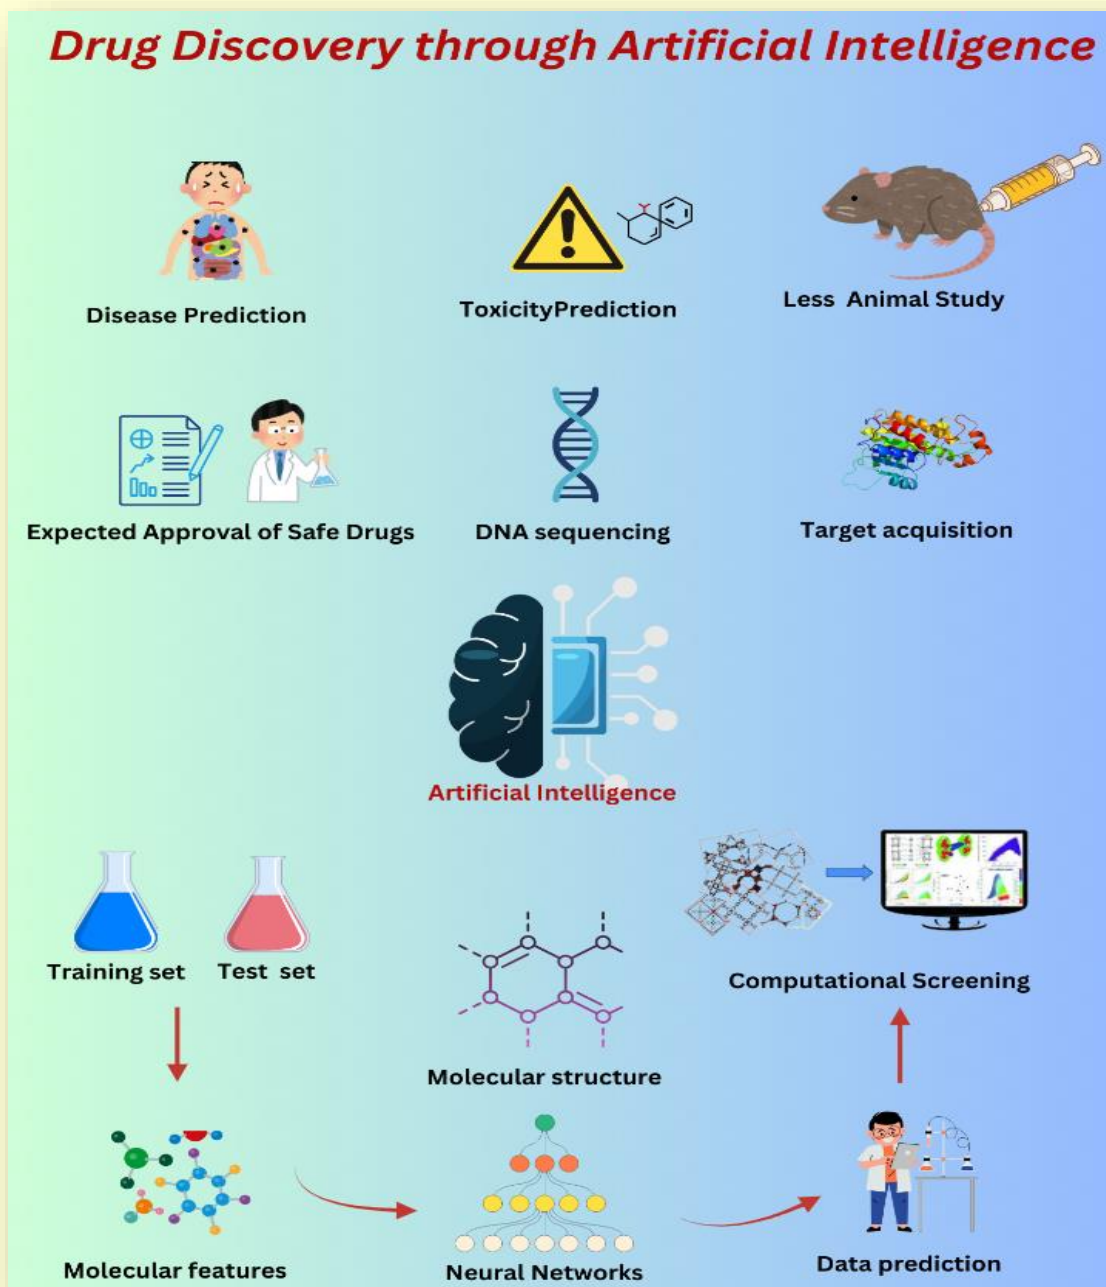 Drug Discovery through Artificial Intelligence
Disease Prediction
ToxicityPrediction
Less Animal Study
Expected Approval of Safe Drugs
DNA sequencing
Target acquisition
Artificial Intelligence
Training set
Test set
Computational Screening
Molecular structure
Molecular features
Neural Networks
Data prediction